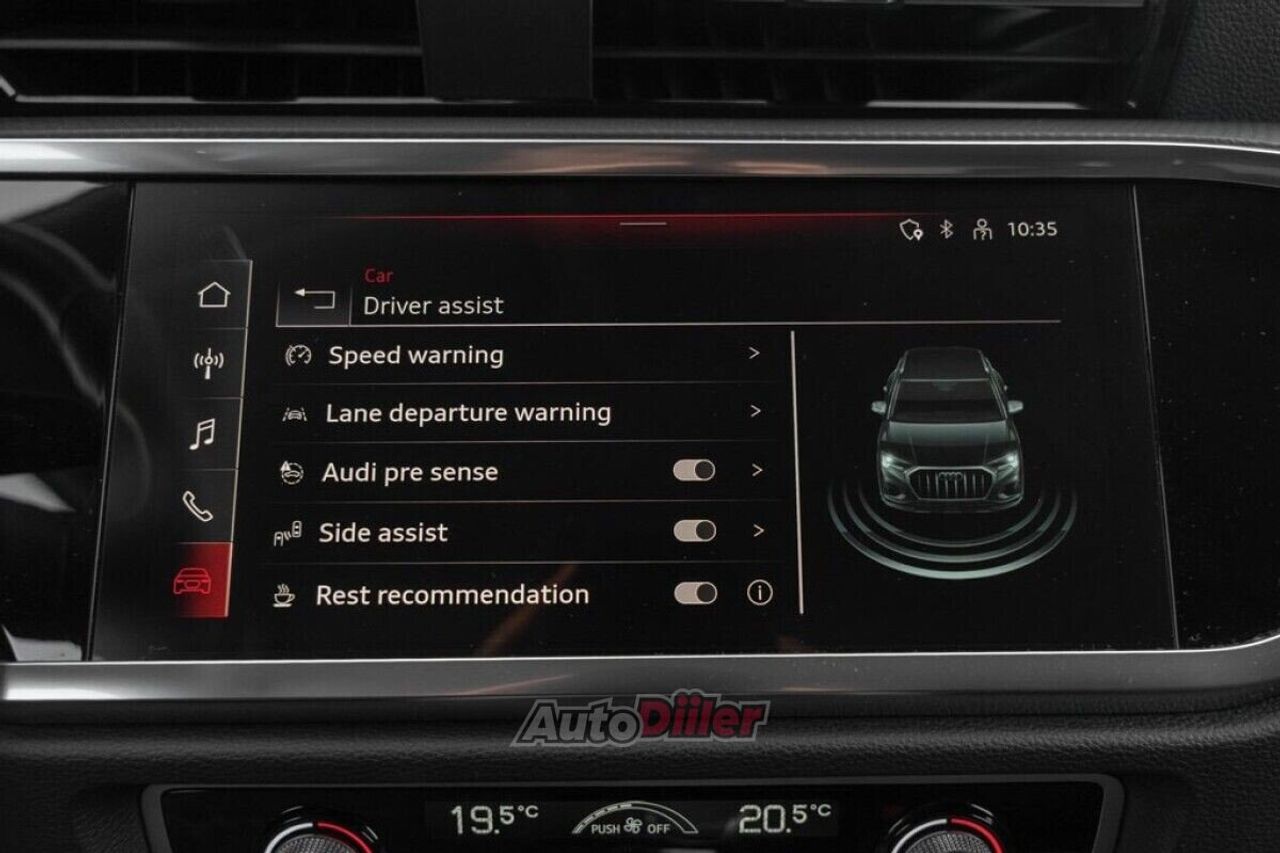 10:35
Car
Driver assist
Speed warning
Lane departure warning
Audi pre sense
Side assist
Rest recommendation
AutoDiiler
19.5°C
PUSH OFF
20.5°C